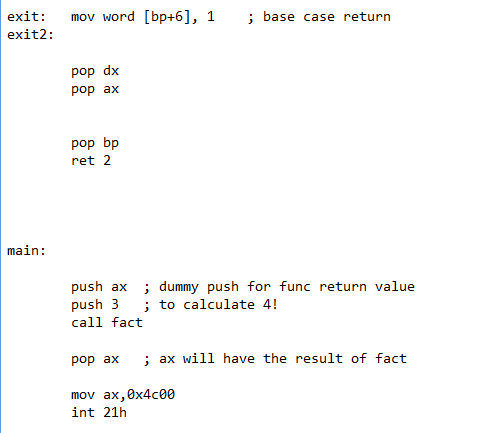 exit:   mov word [bp+6], 1    ; base case return
exit2:
        pop dx
        pop ax
        pop bp
        ret 2
main:
        push ax  ; dummy push for func return value
        push 3   ; to calculate 4!
        call fact
        pop ax   ; ax will have the result of fact
        mov ax,0x4c00
        int 21h